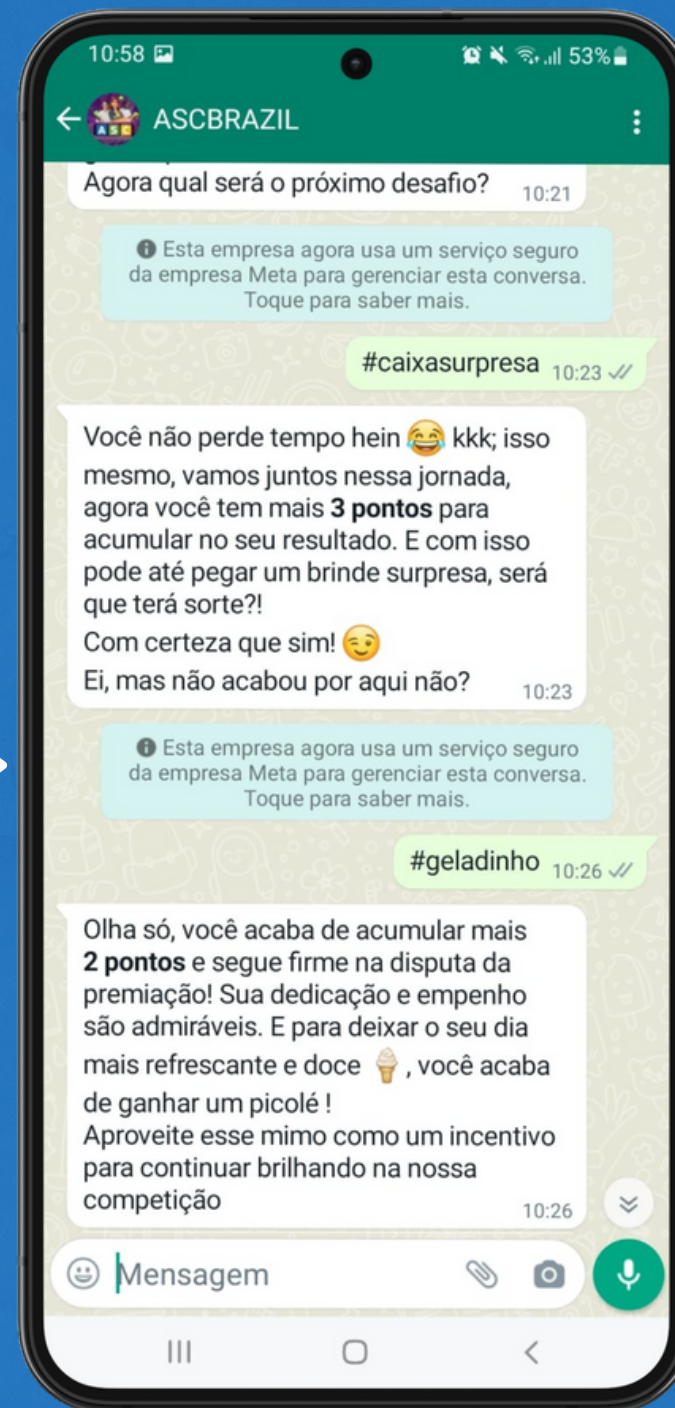 10:58 53%
ASCBRAZIL
Agora qual será o próximo desafio? 10:21
Esta empresa agora usa um serviço seguro
da empresa Meta para gerenciar esta conversa.
Toque para saber mais.
#caixasurpresa 10:23
Você não perde tempo hein 😂 kkk; isso
mesmo, vamos juntos nessa jornada,
agora você tem mais 3 pontos para
acumular no seu resultado. E com isso
pode até pegar um brinde surpresa, será
que terá sorte?!
Com certeza que sim! 😉
Ei, mas não acabou por aqui não? 10:23
Esta empresa agora usa um serviço seguro
da empresa Meta para gerenciar esta conversa.
Toque para saber mais.
#geladinho 10:26
Olha só, você acaba de acumular mais
2 pontos e segue firme na disputa da
premiação! Sua dedicação e empenho
são admiráveis. E para deixar o seu dia
mais refrescante e doce 🍦 , você acaba
de ganhar um picolé !
Aproveite esse mimo como um incentivo
para continuar brilhando na nossa
competição 10:26
Mensagem